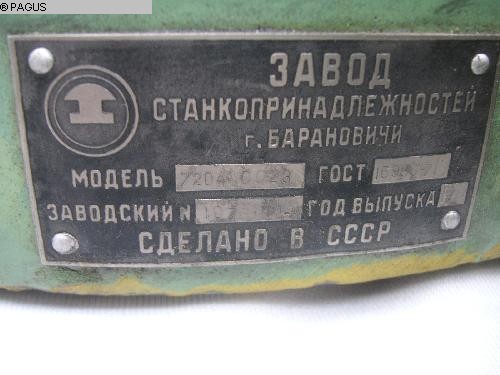 © PAGUS
ЗАВОД
СТАНКОПРИНАДЛЕЖНОСТЕЙ
г. БАРАНОВИЧИ
МОДЕЛЬ ГОСТ
ЗАВОДСКИЙ № ГОД ВЫПУСКА
СДЕЛАНО В СССР